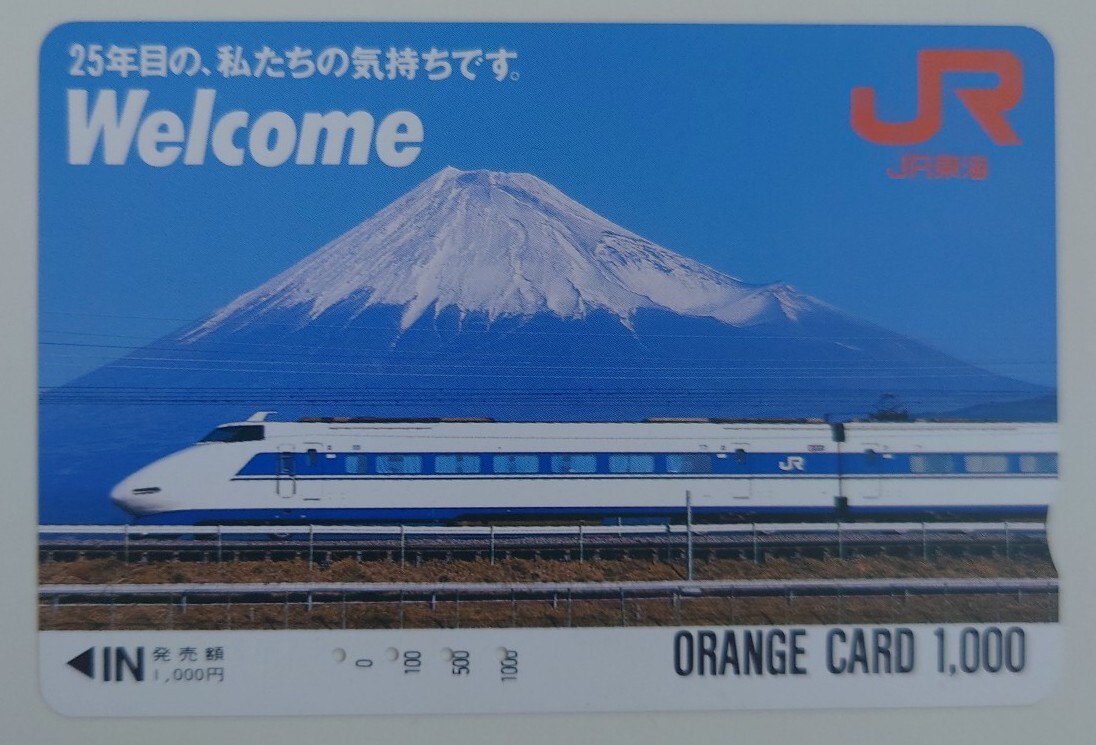 25年目の、私たちの気持ちです。
Welcome
JR
JR東海
JR
◀IN 発売額
1,000円
0 100 500 1000
ORANGE CARD 1,000